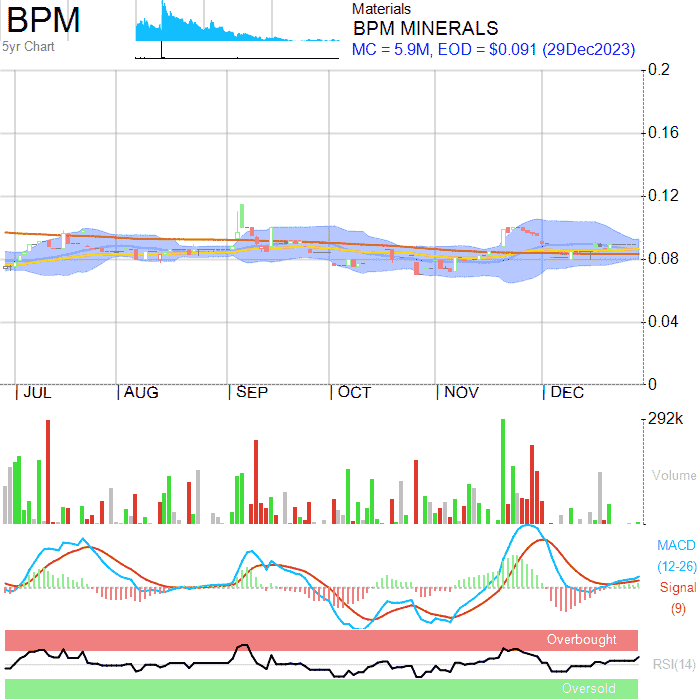 BPM
5yr Chart
Materials
BPM MINERALS
MC = 5.9M, EOD = $0.091 (29Dec2023)
0.2
0.16
0.12
0.08
0.04
0
JUL AUG SEP OCT NOV DEC
292k
Volume
MACD
(12-26)
Signal
(9)
Overbought
RSI(14)
Oversold